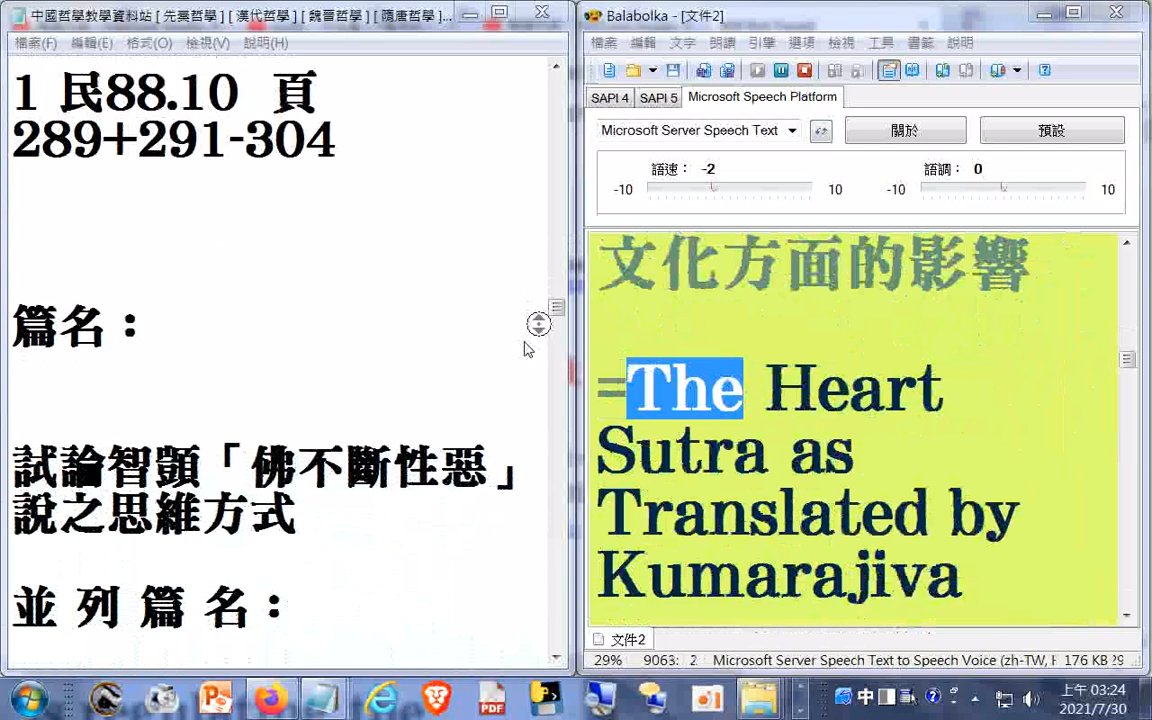 中國哲學教學資料站 [ 先秦哲學 ] [ 漢代哲學 ] [ 魏晉哲學 ] [ 隋唐哲學 ]...
檔案(F) 編輯(E) 格式(O) 檢視(V) 說明(H)
1 民88.10 頁
289+291-304
篇名：
試論智顗「佛不斷性惡」
說之思維方式
並 列 篇 名：
Balabolka - [文件2]
檔案 編輯 文字 朗讀 引擎 選項 檢視 工具 書籤 說明
SAPI 4 SAPI 5 Microsoft Speech Platform
Microsoft Server Speech Text 關於 預設
語速： -2 語調： 0
-10 10 -10 10
文化方面的影響
=The Heart
Sutra as
Translated by
Kumarajiva
文件2
29% 9063: 2 Microsoft Server Speech Text to Speech Voice (zh-TW, 176 KB
中
上午 03:24
2021/7/30